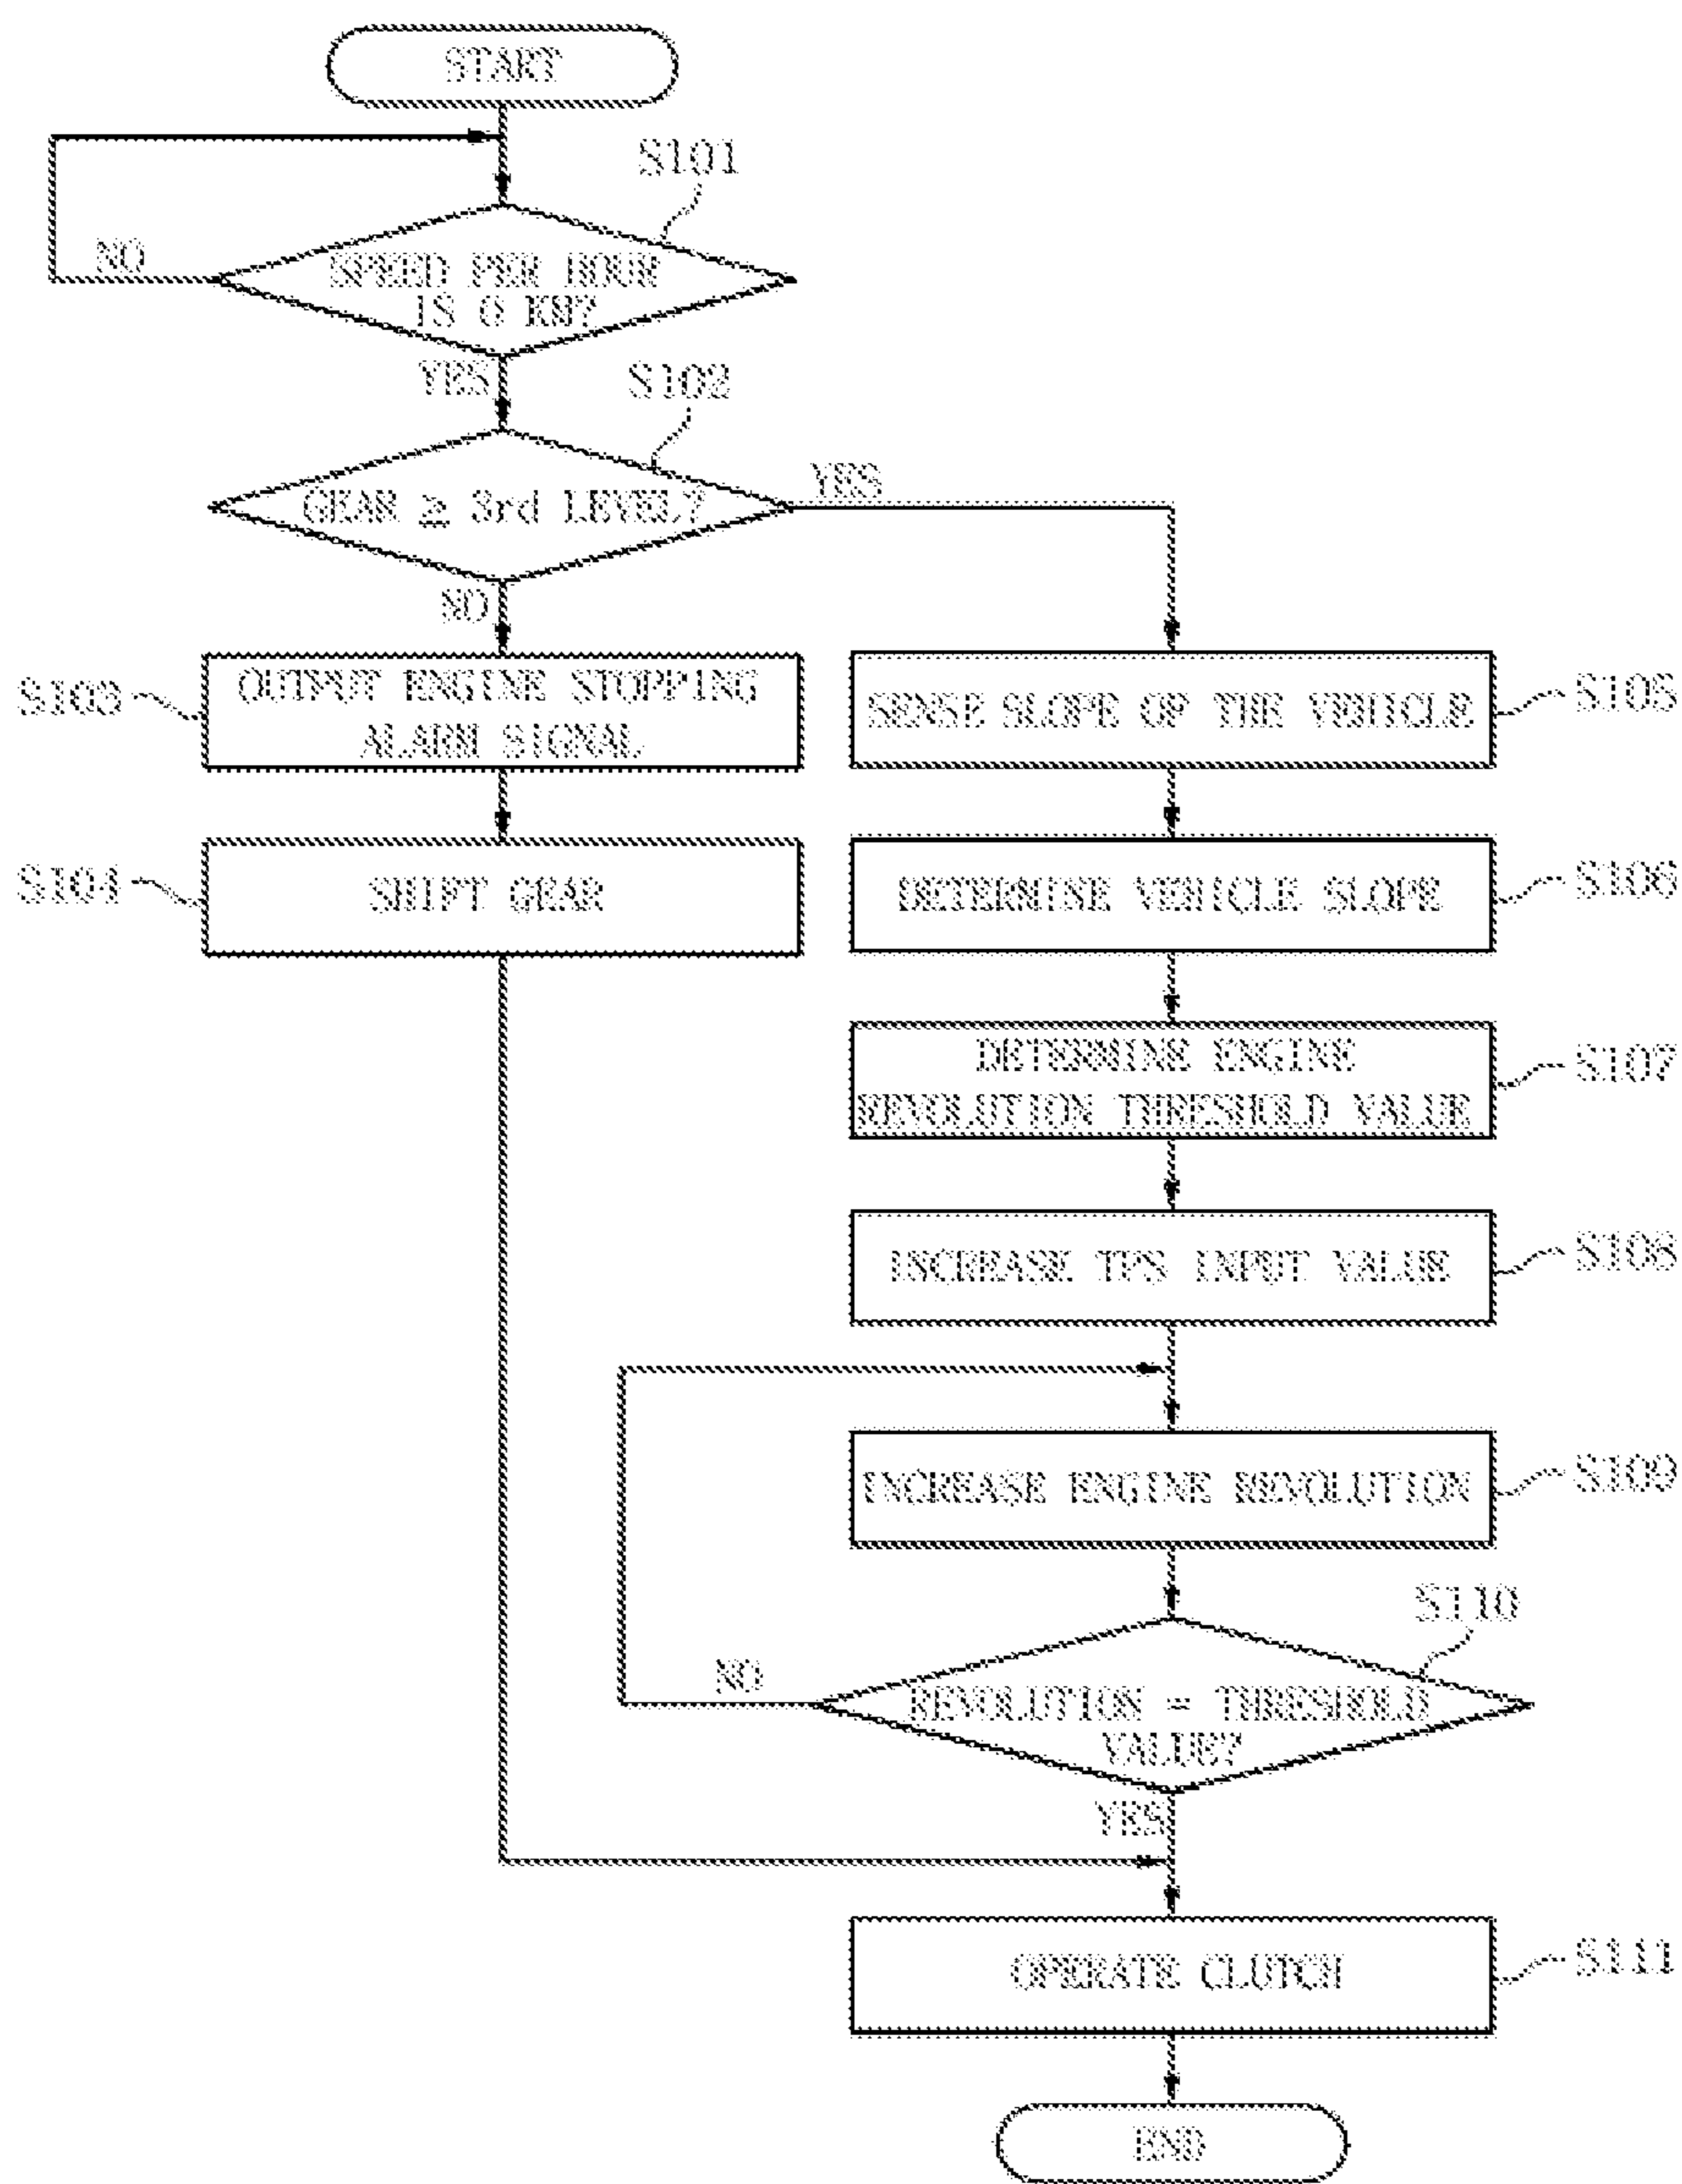 START
S101
NO
SPEED PER HOUR
IS 0 KM?
YES
S102
GEAR ≥ 3rd LEVEL?
YES
NO
S103
OUTPUT ENGINE STOPPING
ALARM SIGNAL
SENSE SLOPE OF THE VEHICLE
S105
S104
SHIFT GEAR
DETERMINE VEHICLE SLOPE
S106
DETERMINE ENGINE
REVOLUTION THRESHOLD VALUE
S107
INCREASE TPS INPUT VALUE
S108
INCREASE ENGINE REVOLUTION
S109
S110
NO
REVOLUTION = THRESHOLD
VALUE?
YES
OPERATE CLUTCH
S111
END